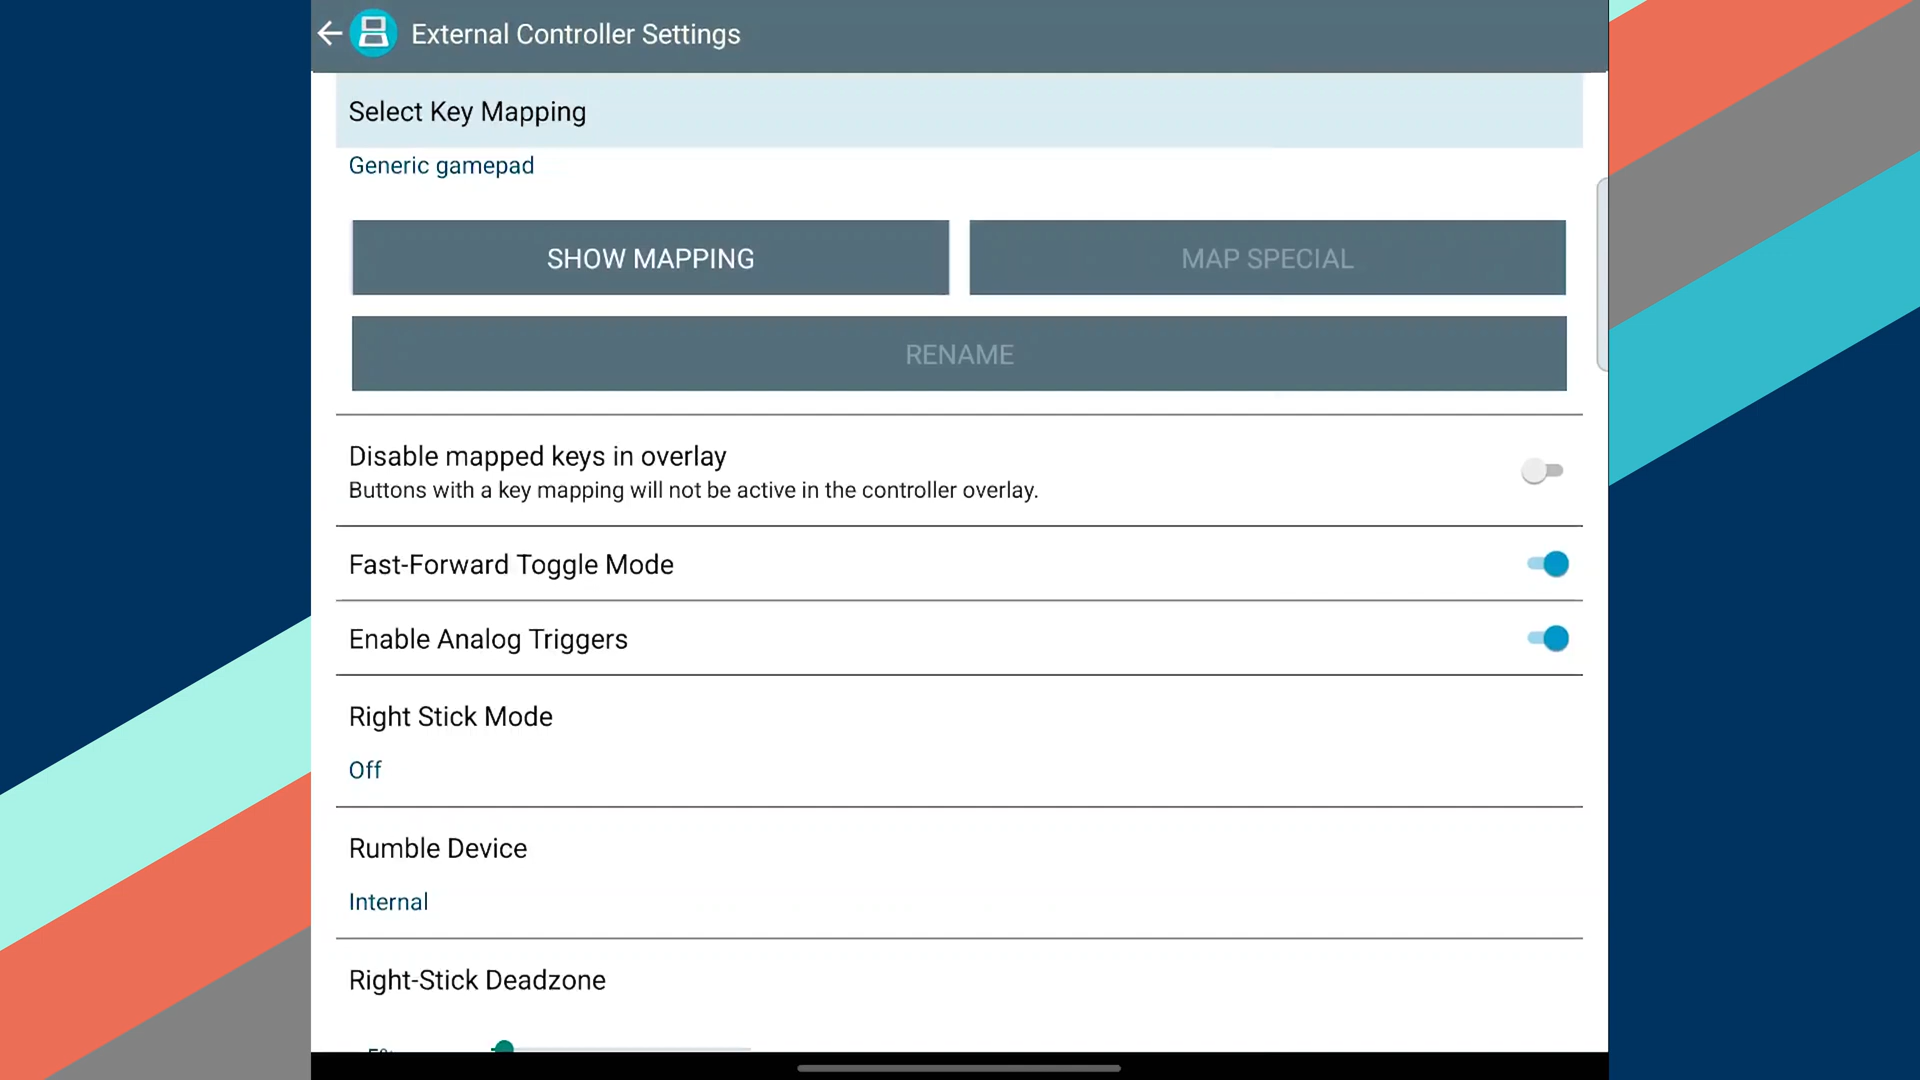 External Controller Settings
Select Key Mapping
Generic gamepad
SHOW MAPPING
MAP SPECIAL
RENAME
Disable mapped keys in overlay
Buttons with a key mapping will not be active in the controller overlay.
Fast-Forward Toggle Mode
Enable Analog Triggers
Right Stick Mode
Off
Rumble Device
Internal
Right-Stick Deadzone